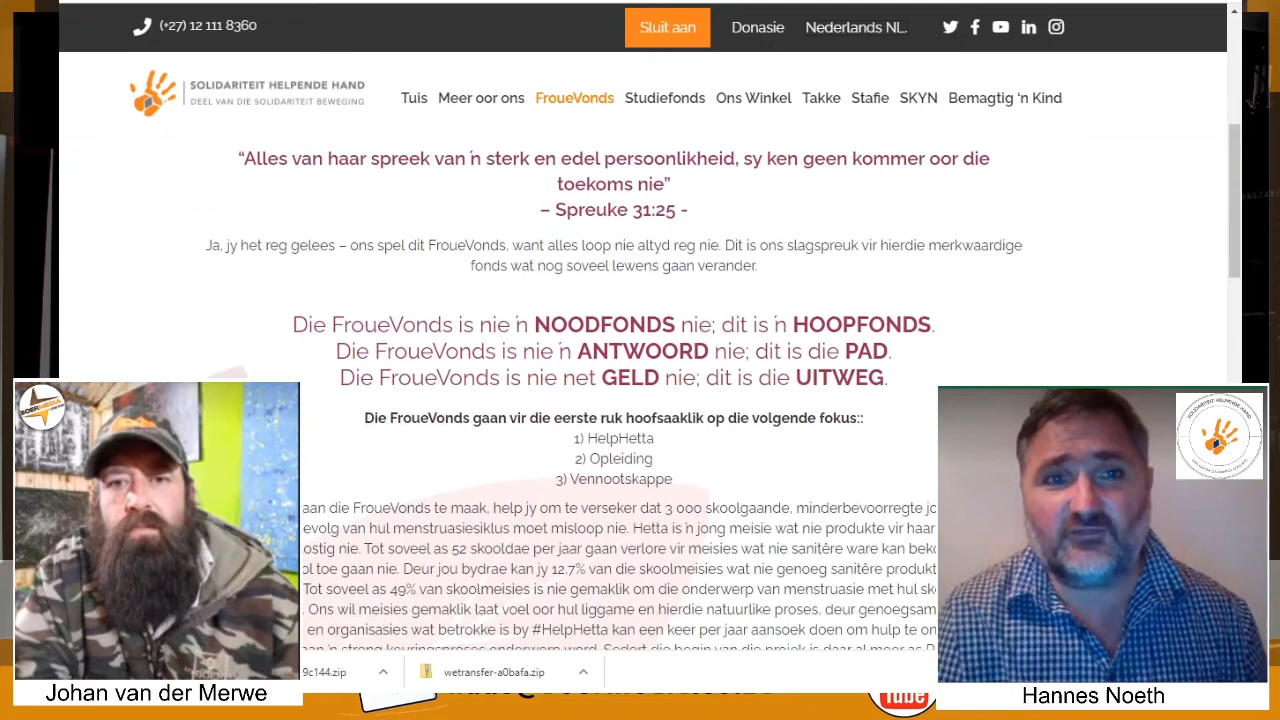 (+27) 12 111 8360
Sluit aan
Donasie
Nederlands NL.
SOLIDARITEIT HELPENDE HAND
DEEL VAN DIE SOLIDARITEIT BEWEGING
Tuis Meer oor ons FroueVonds Studiefonds Ons Winkel Takke Stafie SKYN Bemagtig ‘n Kind
“Alles van haar spreek van ŉ sterk en edel persoonlikheid, sy ken geen kommer oor die
toekoms nie”
– Spreuke 31:25 -
Ja, jy het reg gelees – ons spel dit FroueVonds, want alles loop nie altyd reg nie. Dit is ons slagspreuk vir hierdie merkwaardige
fonds wat nog soveel lewens gaan verander.
Die FroueVonds is nie ŉ NOODFONDS nie; dit is ŉ HOOPFONDS.
Die FroueVonds is nie ŉ ANTWOORD nie; dit is die PAD.
Die FroueVonds is nie net GELD nie; dit is die UITWEG.
Die FroueVonds gaan vir die eerste ruk hoofsaaklik op die volgende fokus::
1) HelpHetta
2) Opleiding
3) Vennootskappe
aan die FroueVonds te maak, help jy om te verseker dat 3 000 skoolgaande, minderbevoorregte jo
evolg van hul menstruasiesiklus moet misloop nie. Hetta is ŉ jong meisie wat nie produkte vir haar
ostig nie. Tot soveel as 52 skooldae per jaar gaan verlore vir meisies wat nie sanitêre ware kan beko
ol toe gaan nie. Deur jou bydrae kan jy 12.7% van die skoolmeisies wat nie genoeg sanitêre produkt
Tot soveel as 49% van skoolmeisies is nie gemaklik om die onderwerp van menstruasie met hul sk
. Ons wil meisies gemaklik laat voel oor hul liggame en hierdie natuurlike proses, deur genoegsam
en organisasies wat betrokke is by #HelpHetta kan een keer per jaar aansoek doen om hulp te on
9c144.zip
wetransfer-a0bafa.zip
BOERMEDIA
SOLIDARITEIT HELPENDE HAND
Tube
Johan van der Merwe
Hannes Noeth